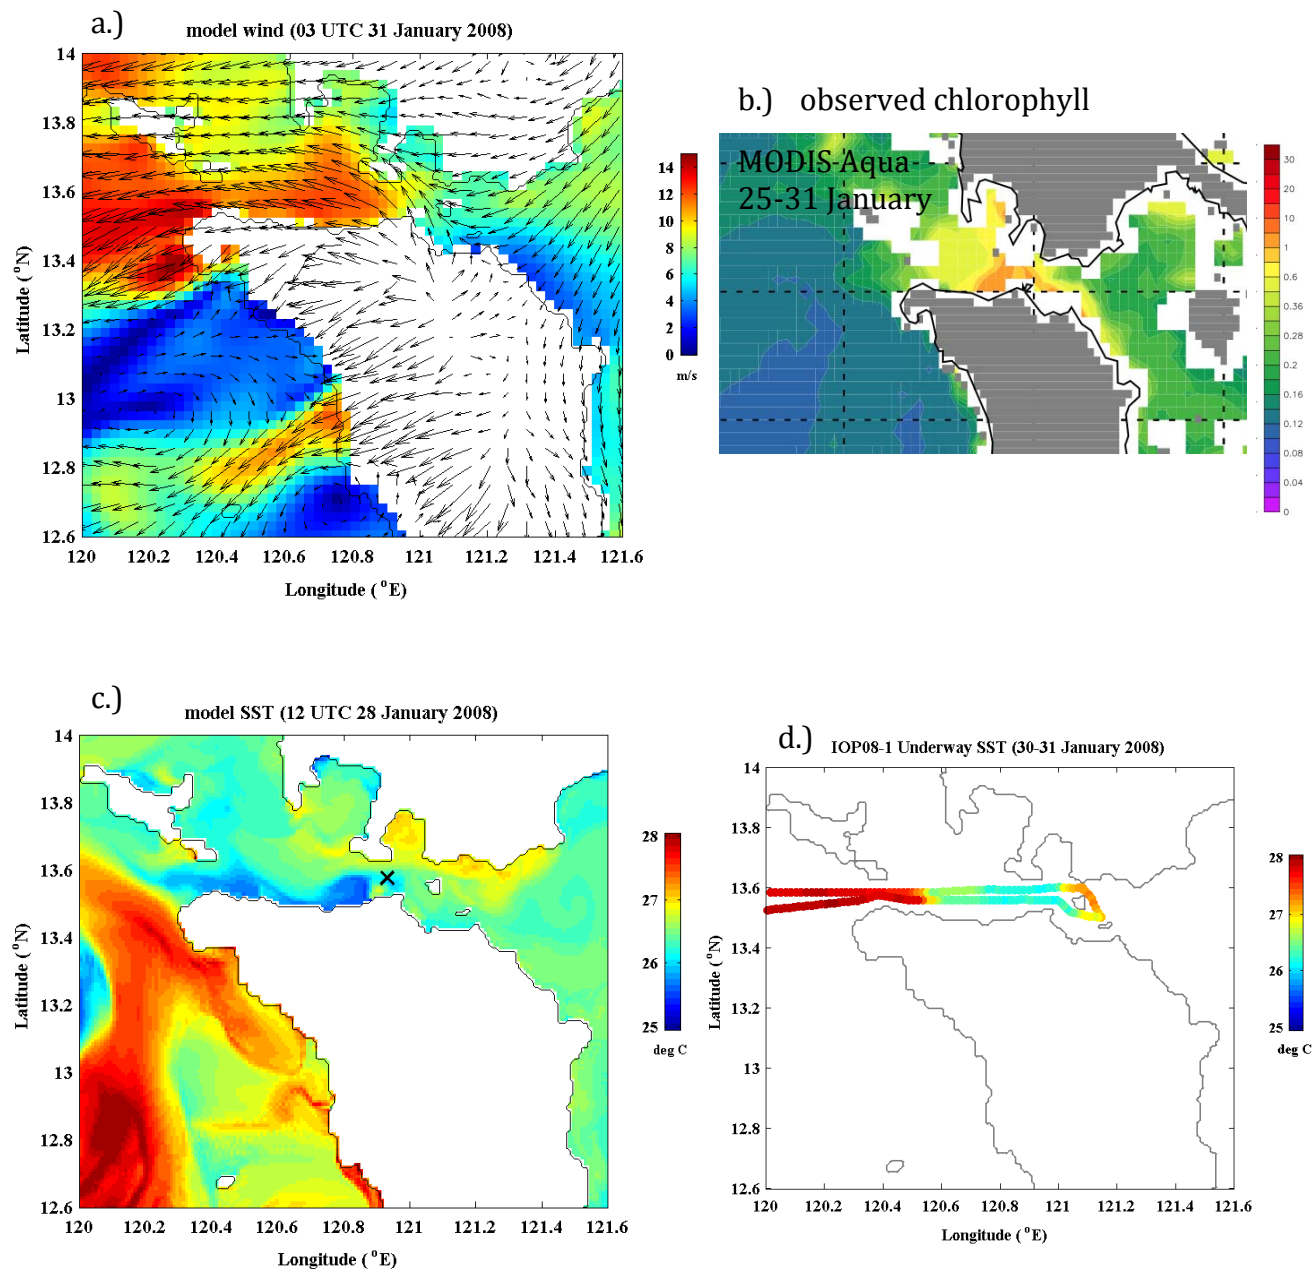 a.)
model wind (03 UTC 31 January 2008)
14
13.8
13.6
13.4
13.2
13
12.8
12.6
Latitude (°N)
120 120.2 120.4 120.6 120.8 121 121.2 121.4 121.6
Longitude (°E)
14
12
10
8
6
4
2
0
m/s
b.) observed chlorophyll
MODIS-Aqua
25-31 January
30
20
10
1
0.6
0.36
0.28
0.2
0.16
0.12
0.08
0.04
0
c.)
model SST (12 UTC 28 January 2008)
14
13.8
13.6
13.4
13.2
13
12.8
12.6
Latitude (°N)
120 120.2 120.4 120.6 120.8 121 121.2 121.4 121.6
Longitude (°E)
28
27
26
25
deg C
d.)
IOP08-1 Underway SST (30-31 January 2008)
14
13.8
13.6
13.4
13.2
13
12.8
12.6
Latitude (°N)
120 120.2 120.4 120.6 120.8 121 121.2 121.4 121.6
Longitude (°E)
28
27
26
25
deg C